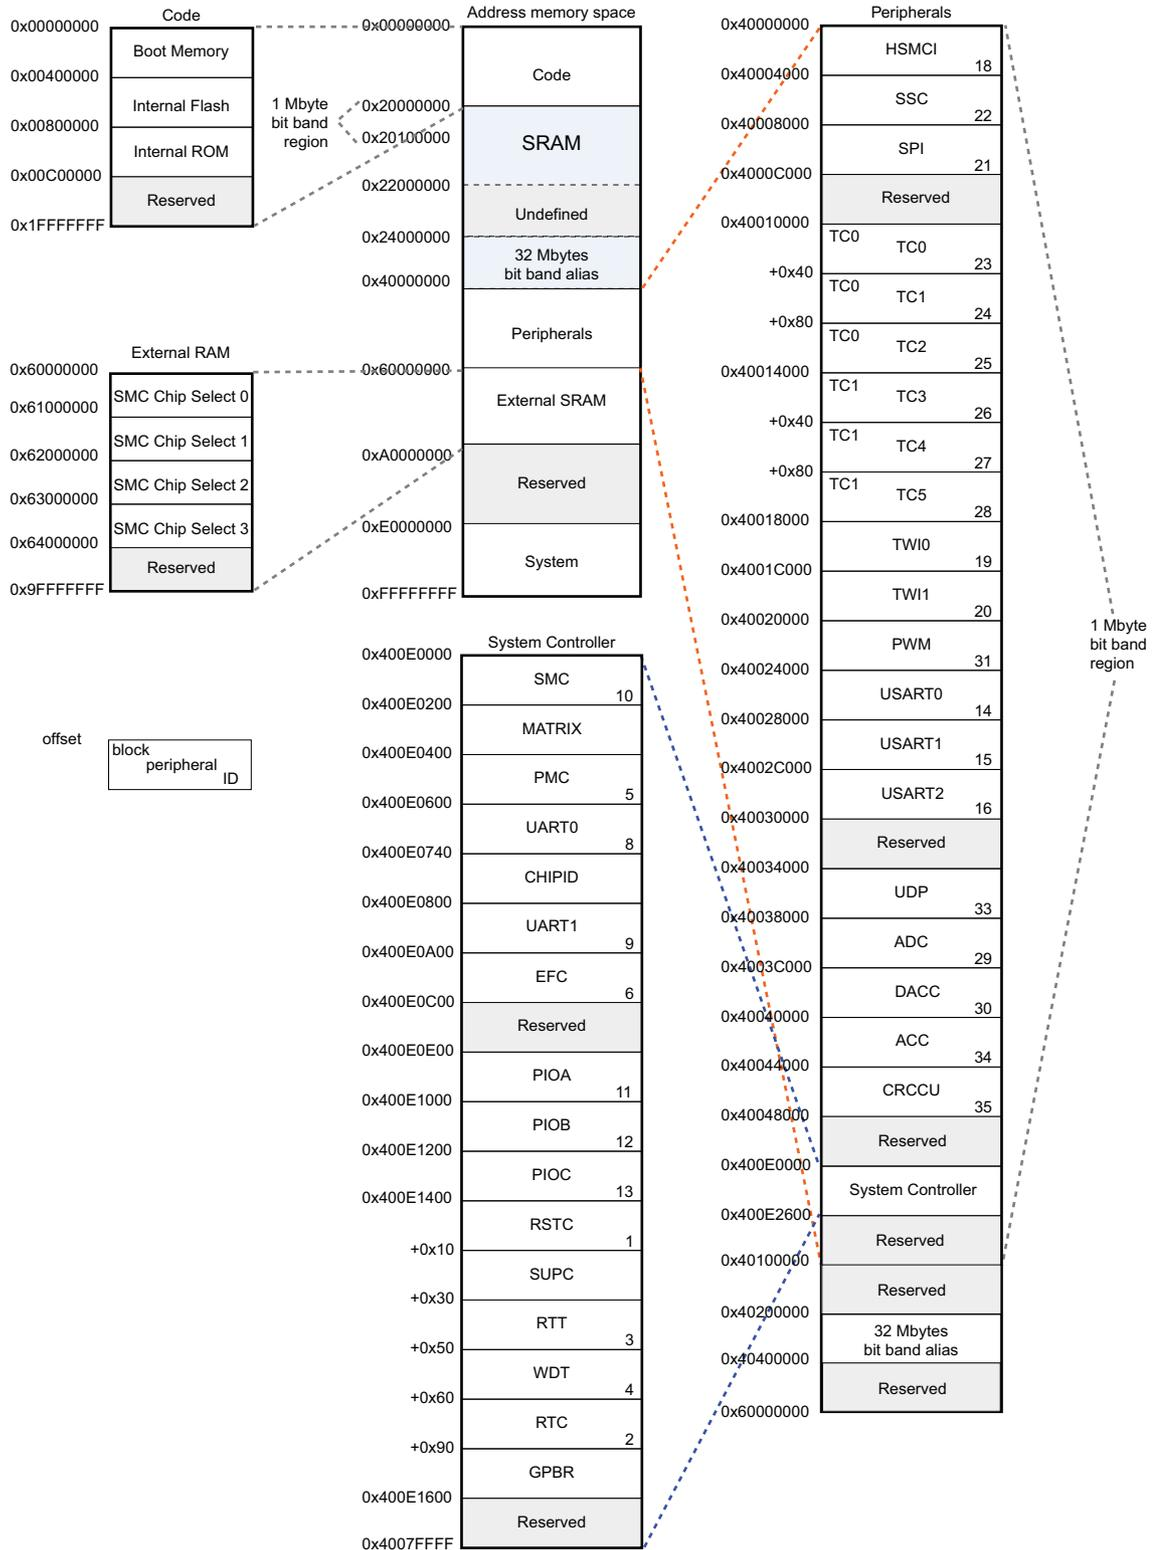 Code
0x00000000
Boot Memory
0x00400000
Internal Flash
0x00800000
Internal ROM
0x00C00000
Reserved
0x1FFFFFFF
1 Mbyte
bit band
region
External RAM
0x60000000
SMC Chip Select 0
0x61000000
SMC Chip Select 1
0x62000000
SMC Chip Select 2
0x63000000
SMC Chip Select 3
0x64000000
Reserved
0x9FFFFFFF
offset
block
peripheral
ID
Address memory space
0x00000000
Code
0x20000000
0x20100000
SRAM
0x22000000
Undefined
0x24000000
32 Mbytes
bit band alias
0x40000000
Peripherals
0x60000000
External SRAM
0xA0000000
Reserved
0xE0000000
System
0xFFFFFFFF
System Controller
0x400E0000
SMC
10
0x400E0200
MATRIX
0x400E0400
PMC
5
0x400E0600
UART0
8
0x400E0740
CHIPID
0x400E0800
UART1
9
0x400E0A00
EFC
6
0x400E0C00
Reserved
0x400E0E00
PIOA
11
0x400E1000
PIOB
12
0x400E1200
PIOC
13
0x400E1400
RSTC
1
+0x10
SUPC
+0x30
RTT
3
+0x50
WDT
4
+0x60
RTC
2
+0x90
GPBR
0x400E1600
Reserved
0x4007FFFF
Peripherals
0x40000000
HSMCI
18
0x40004000
SSC
22
0x40008000
SPI
21
0x4000C000
Reserved
0x40010000
TC0
TC0
23
+0x40
TC0
TC1
24
+0x80
TC0
TC2
25
0x40014000
TC1
TC3
26
+0x40
TC1
TC4
27
+0x80
TC1
TC5
28
0x40018000
TWI0
19
0x4001C000
TWI1
20
0x40020000
PWM
31
0x40024000
USART0
14
0x40028000
USART1
15
0x4002C000
USART2
16
0x40030000
Reserved
0x40034000
UDP
33
0x40038000
ADC
29
0x4003C000
DACC
30
0x40040000
ACC
34
0x40044000
CRCCU
35
0x40048000
Reserved
0x400E0000
System Controller
0x400E2600
Reserved
0x40100000
Reserved
0x40200000
32 Mbytes
bit band alias
0x40400000
Reserved
0x60000000
1 Mbyte
bit band
region